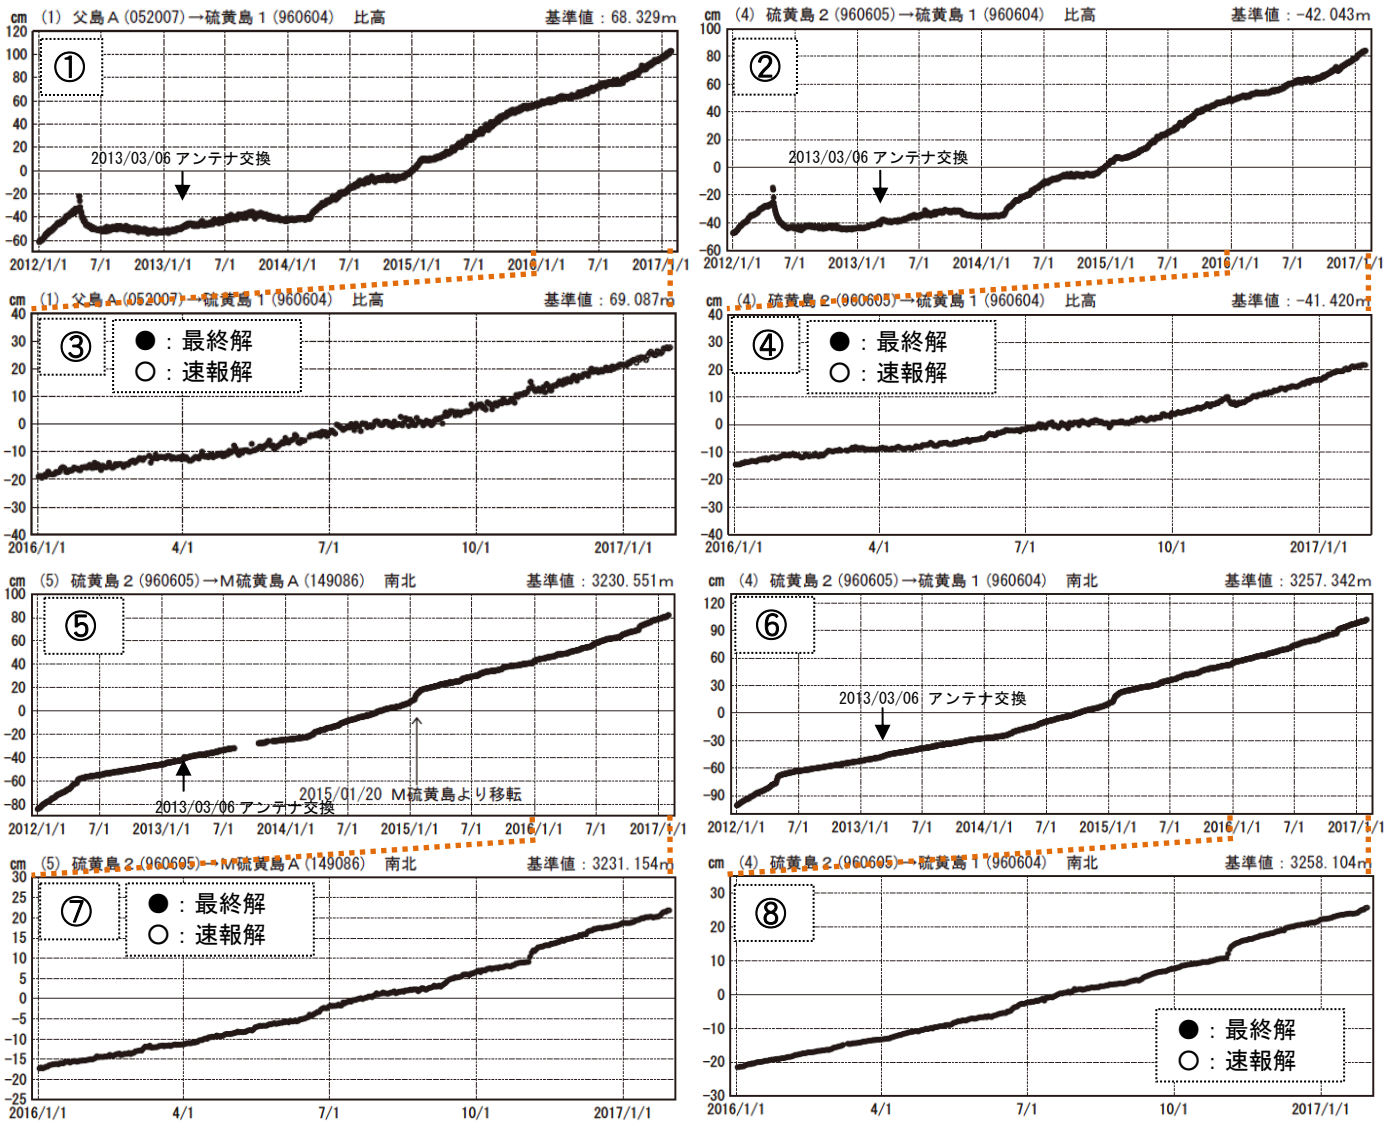 cm (1) 父島A(052007)→硫黄島1(960604) 比高 基準値:68.329m
①
120
100
80
60
40
20
0
-20
-40
-60
2013/03/06 アンテナ交換
2012/1/1 7/1 2013/1/1 7/1 2014/1/1 7/1 2015/1/1 7/1 2016/1/1 7/1 2017/1/1
cm (4) 硫黄島2(960605)→硫黄島1(960604) 比高 基準値:-42.043m
②
100
80
60
40
20
0
-20
-40
-60
2013/03/06 アンテナ交換
2012/1/1 7/1 2013/1/1 7/1 2014/1/1 7/1 2015/1/1 7/1 2016/1/1 7/1 2017/1/1
cm (1) 父島A(052007)→硫黄島1(960604) 比高 基準値:69.087m
③
●:最終解
○:速報解
40
30
20
10
0
-10
-20
-30
-40
2016/1/1 4/1 7/1 10/1 2017/1/1
cm (4) 硫黄島2(960605)→硫黄島1(960604) 比高 基準値:-41.420m
④
●:最終解
○:速報解
40
30
20
10
0
-10
-20
-30
-40
2016/1/1 4/1 7/1 10/1 2017/1/1
cm (5) 硫黄島2(960605)→M硫黄島A(149086) 南北 基準値:3230.551m
⑤
100
80
60
40
20
0
-20
-40
-60
-80
2015/01/20 M硫黄島より移転
2013/03/06 アンテナ交換
2012/1/1 7/1 2013/1/1 7/1 2014/1/1 7/1 2015/1/1 7/1 2016/1/1 7/1 2017/1/1
cm (4) 硫黄島2(960605)→硫黄島1(960604) 南北 基準値:3257.342m
⑥
120
90
60
30
0
-30
-60
-90
2013/03/06 アンテナ交換
2012/1/1 7/1 2013/1/1 7/1 2014/1/1 7/1 2015/1/1 7/1 2016/1/1 7/1 2017/1/1
cm (5) 硫黄島2(960605)→M硫黄島A(149086) 南北 基準値:3231.154m
⑦
●:最終解
○:速報解
30
25
20
15
10
5
0
-5
-10
-15
-20
-25
2016/1/1 4/1 7/1 10/1 2017/1/1
cm (4) 硫黄島2(960605)→硫黄島1(960604) 南北 基準値:3258.104m
⑧
30
20
10
0
-10
-20
-30
●:最終解
○:速報解
2016/1/1 4/1 7/1 10/1 2017/1/1